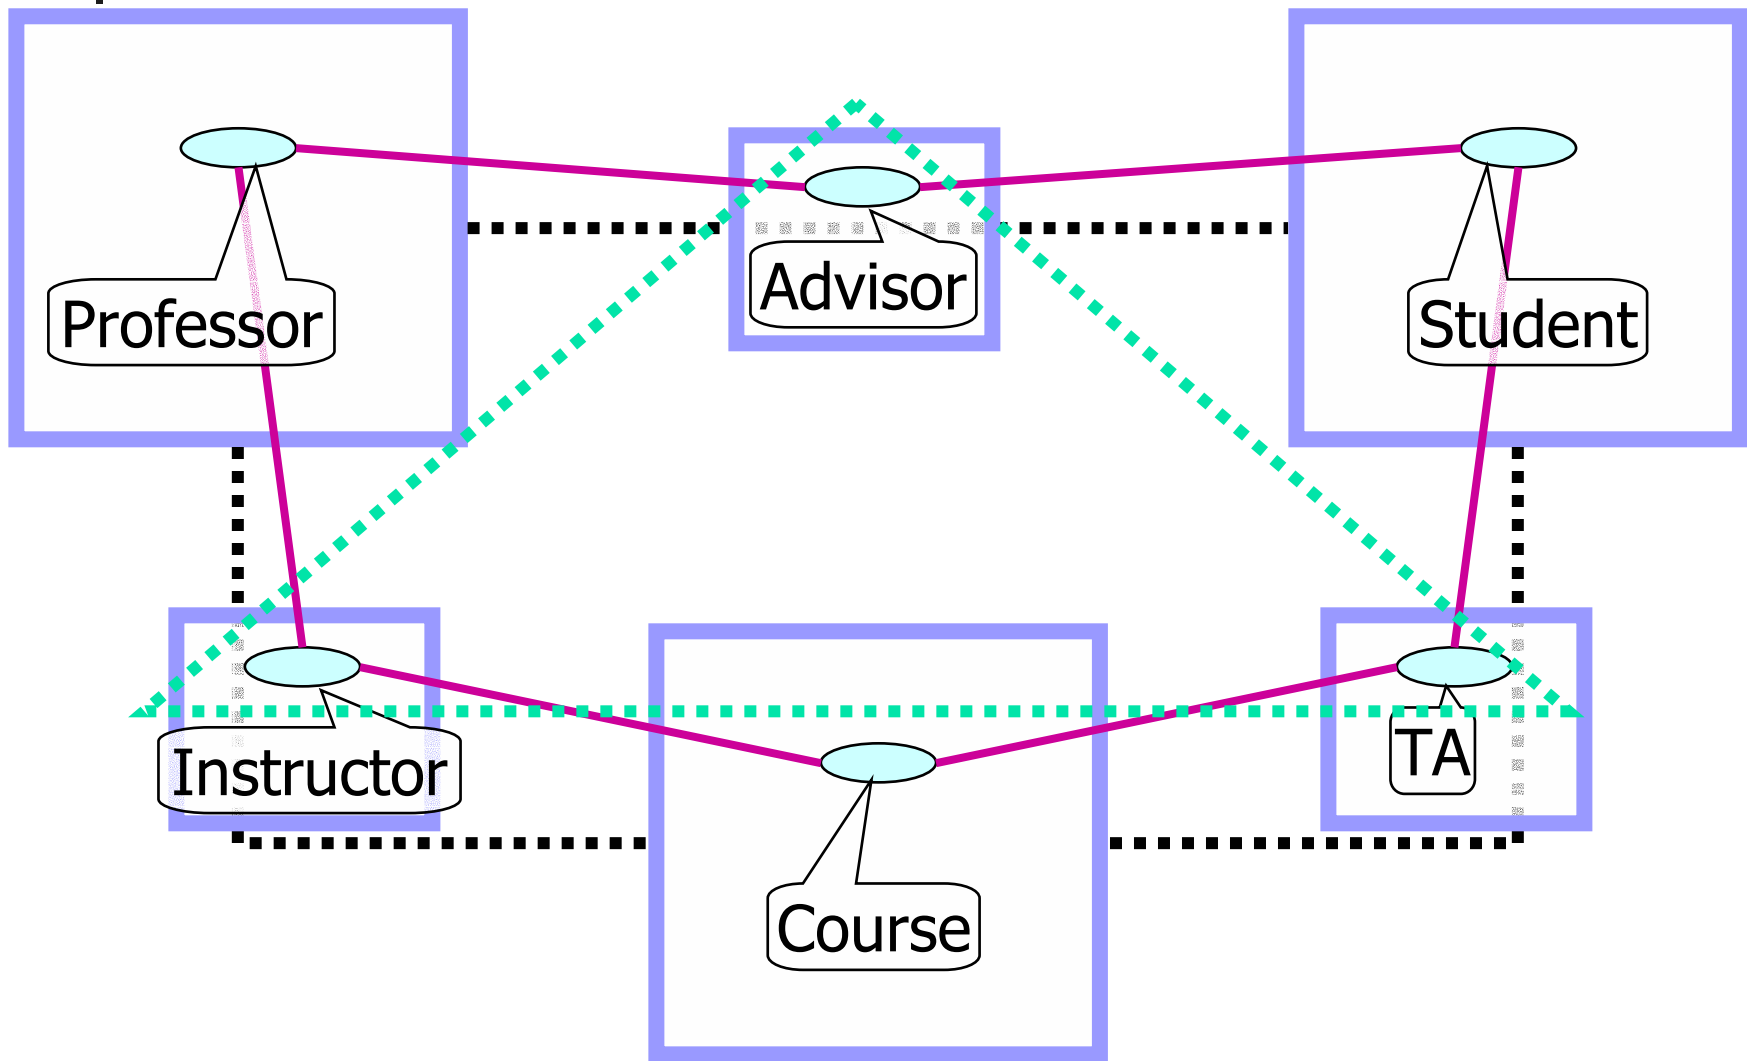 Professor
Advisor
Student
Instructor
Course
TA